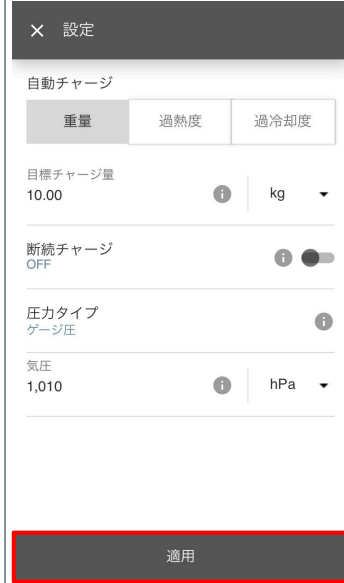 設定
自動チャージ
重量 過熱度 過冷却度
目標チャージ量
10.00 kg
断続チャージ
OFF
圧力タイプ
ゲージ圧
気圧
1,010 hPa
適用